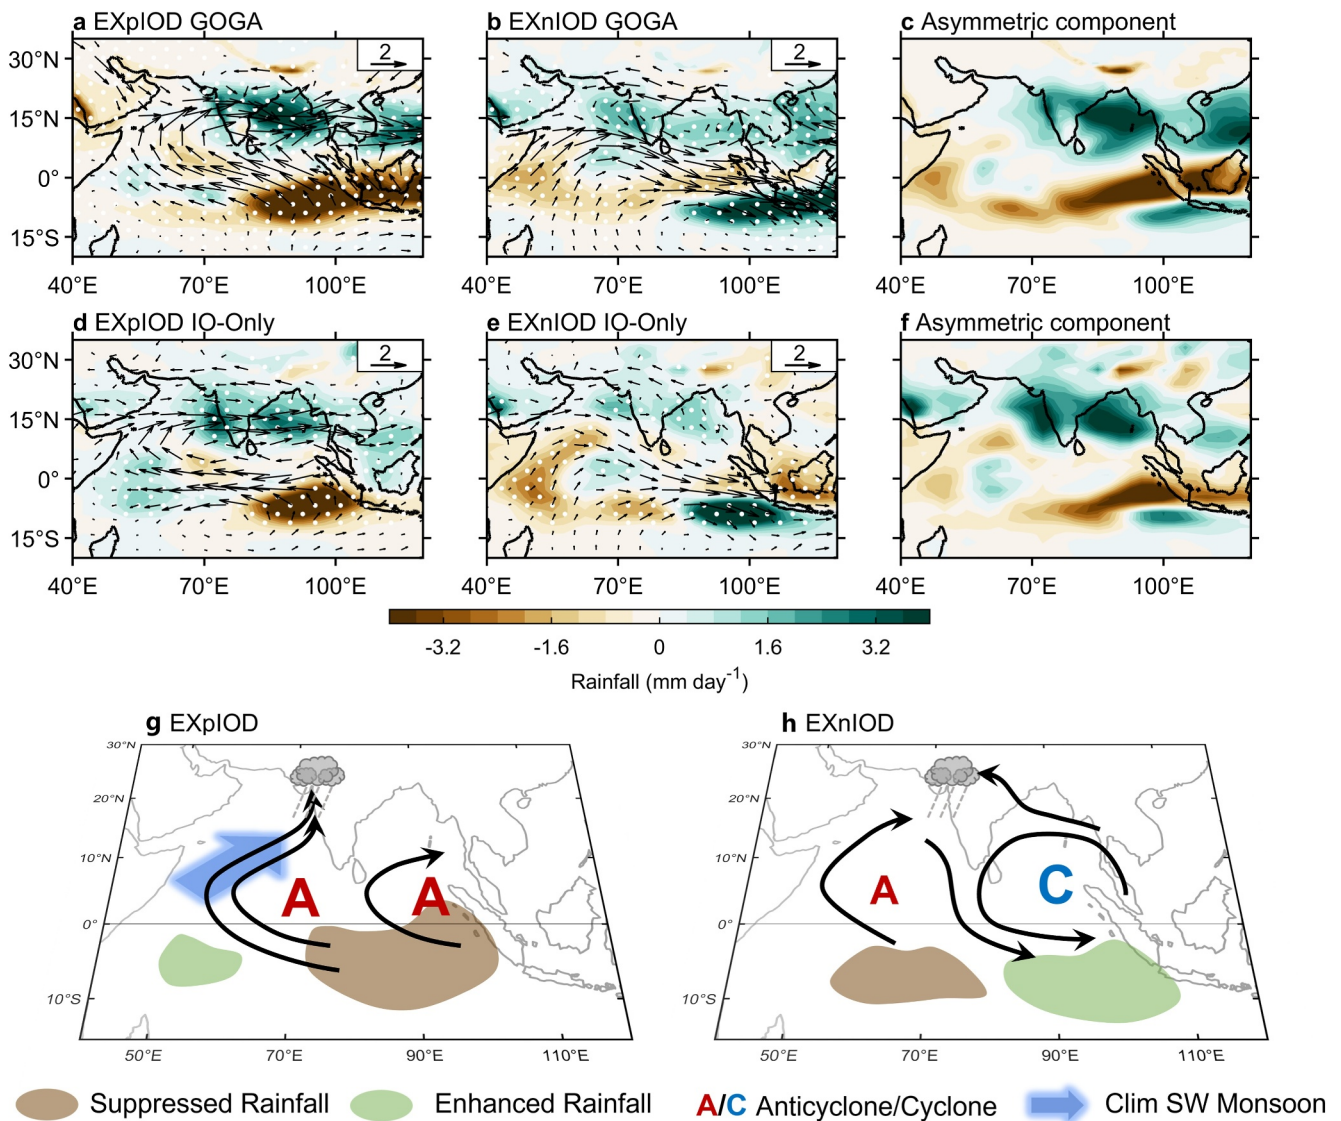 a EXpIOD GOGA
b EXnIOD GOGA
c Asymmetric component
30°N
15°N
0°
15°S
2
2
40°E 70°E 100°E
40°E 70°E 100°E
40°E 70°E 100°E
d EXpIOD IO-Only
e EXnIOD IO-Only
f Asymmetric component
30°N
15°N
0°
15°S
2
2
40°E 70°E 100°E
40°E 70°E 100°E
40°E 70°E 100°E
-3.2 -1.6 0 1.6 3.2
Rainfall (mm day-1)
g EXpIOD
30°N
20°N
10°N
0°
10°S
A
A
50°E 70°E 90°E 110°E
h EXnIOD
30°N
20°N
10°N
0°
10°S
A
C
50°E 70°E 90°E 110°E
Suppressed Rainfall
Enhanced Rainfall
A/C Anticyclone/Cyclone
Clim SW Monsoon